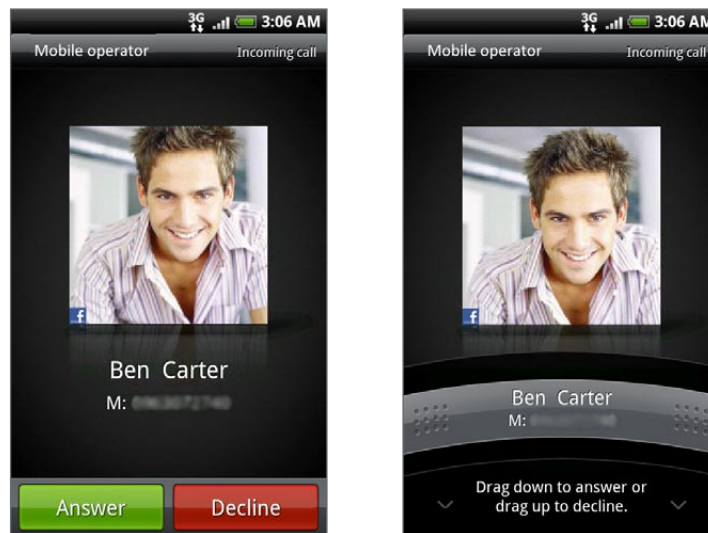 3G 3:06 AM
Mobile operator Incoming call
f
Ben Carter
M:
Answer Decline
3G 3:06 AM
Mobile operator Incoming call
f
Ben Carter
M:
Drag down to answer or
drag up to decline.